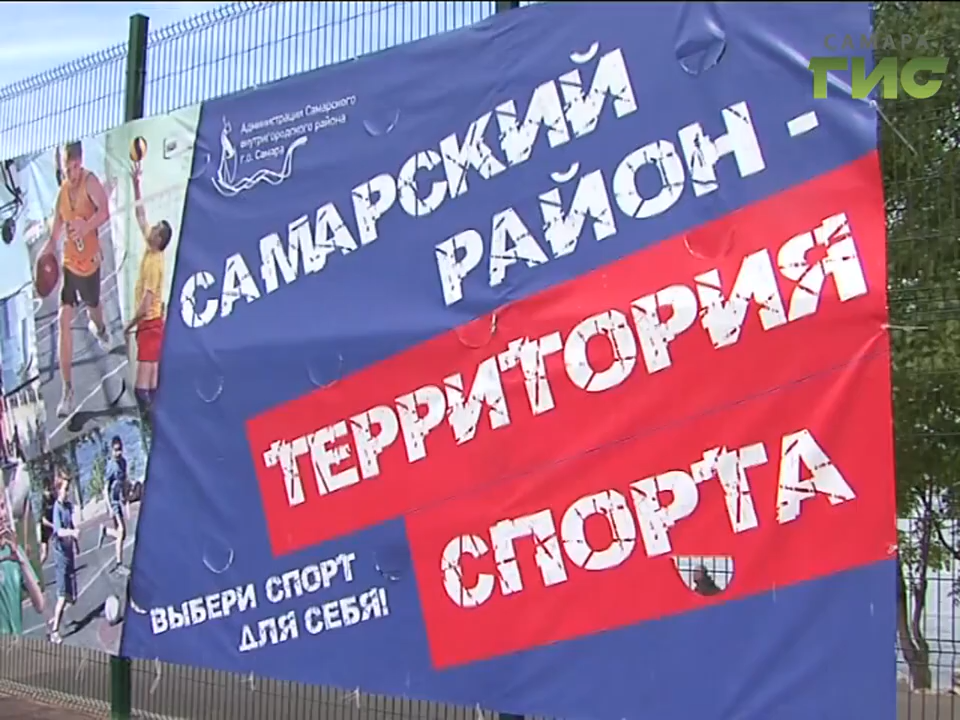 САМАРА
ГИС
Администрация Самарского
внутригородского района
г.о. Самара
САМАРСКИЙ
РАЙОН -
ТЕРРИТОРИЯ
СПОРТА
ВЫБЕРИ СПОРТ
ДЛЯ СЕБЯ!